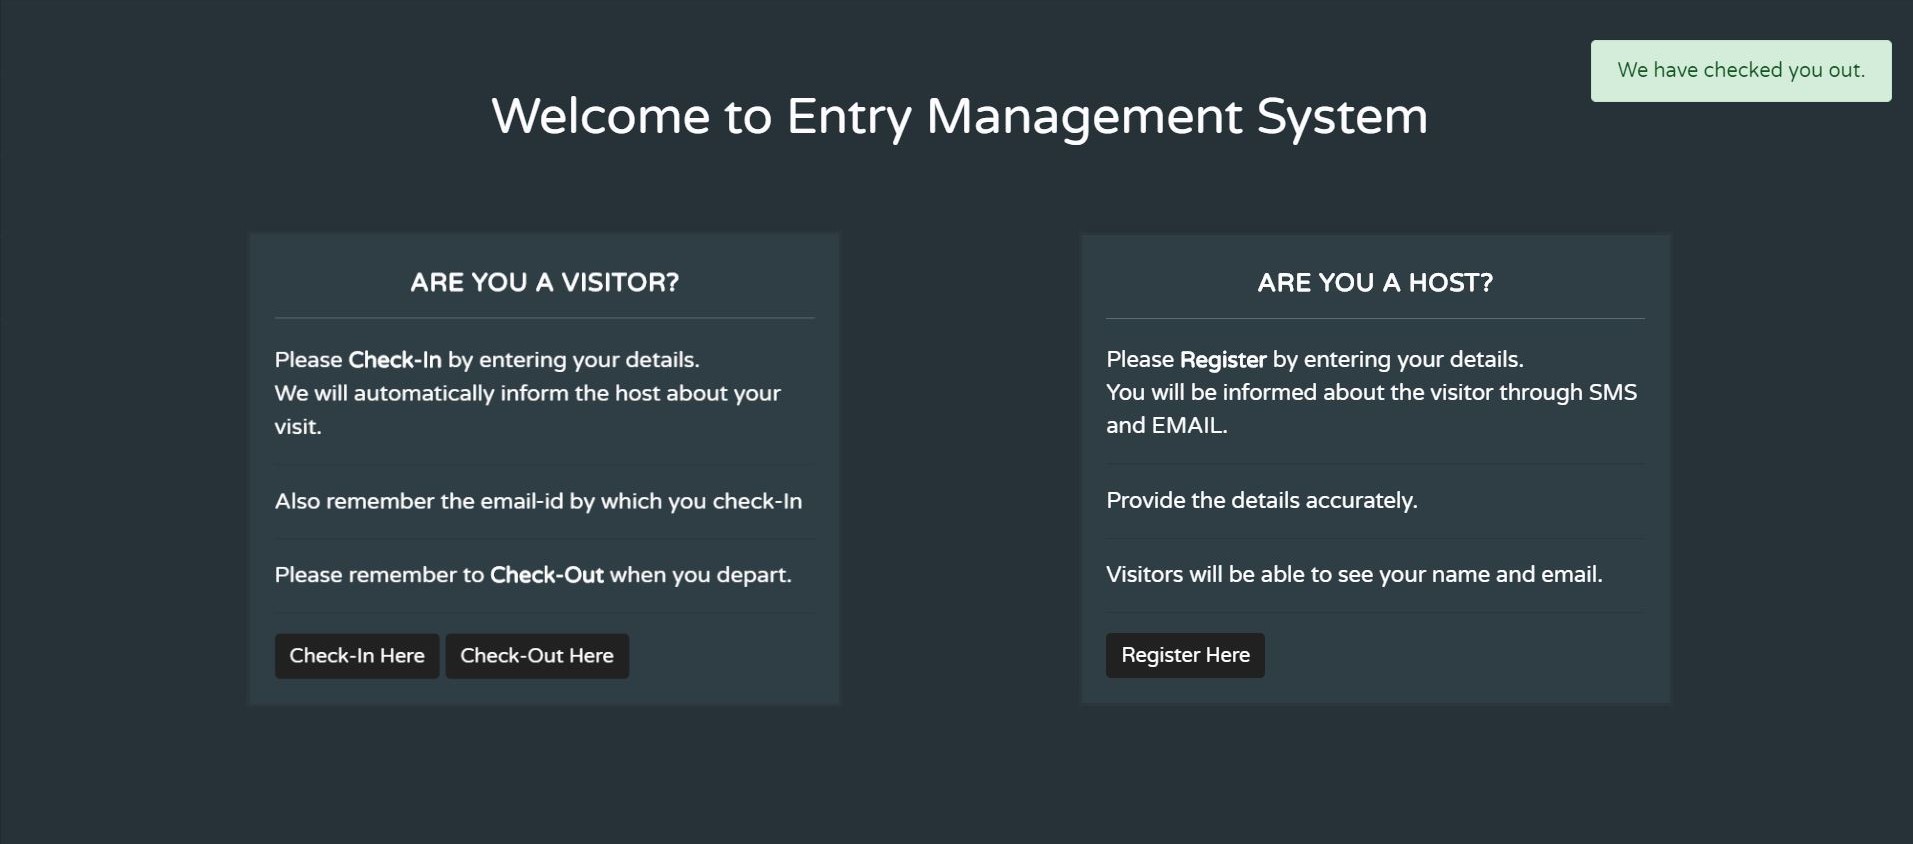 We have checked you out.
Welcome to Entry Management System
ARE YOU A VISITOR?
Please Check-In by entering your details.
We will automatically inform the host about your
visit.
Also remember the email-id by which you check-In
Please remember to Check-Out when you depart.
Check-In Here
Check-Out Here
ARE YOU A HOST?
Please Register by entering your details.
You will be informed about the visitor through SMS
and EMAIL.
Provide the details accurately.
Visitors will be able to see your name and email.
Register Here